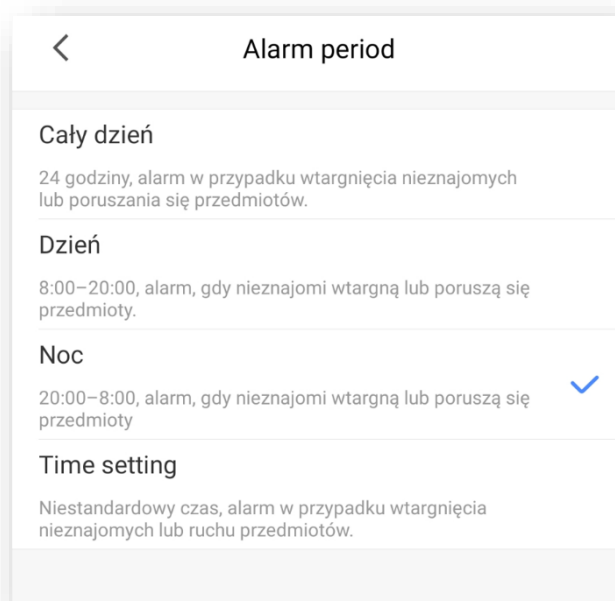 Alarm period
Cały dzień
24 godziny, alarm w przypadku wtargnięcia nieznajomych
lub poruszania się przedmiotów.
Dzień
8:00–20:00, alarm, gdy nieznajomi wtargną lub poruszą się
przedmioty.
Noc
20:00–8:00, alarm, gdy nieznajomi wtargną lub poruszą się
przedmioty
Time setting
Niestandardowy czas, alarm w przypadku wtargnięcia
nieznajomych lub ruchu przedmiotów.